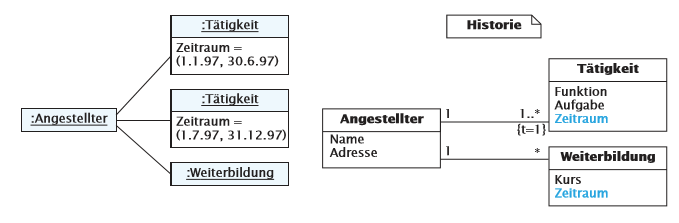 :Tätigkeit
Zeitraum =
(1.1.97, 30.6.97)
:Angestellter
:Tätigkeit
Zeitraum =
(1.7.97, 31.12.97)
:Weiterbildung
Historie
Angestellter
Name
Adresse
1
1..*
{t=1}
1
*
Tätigkeit
Funktion
Aufgabe
Zeitraum
Weiterbildung
Kurs
Zeitraum